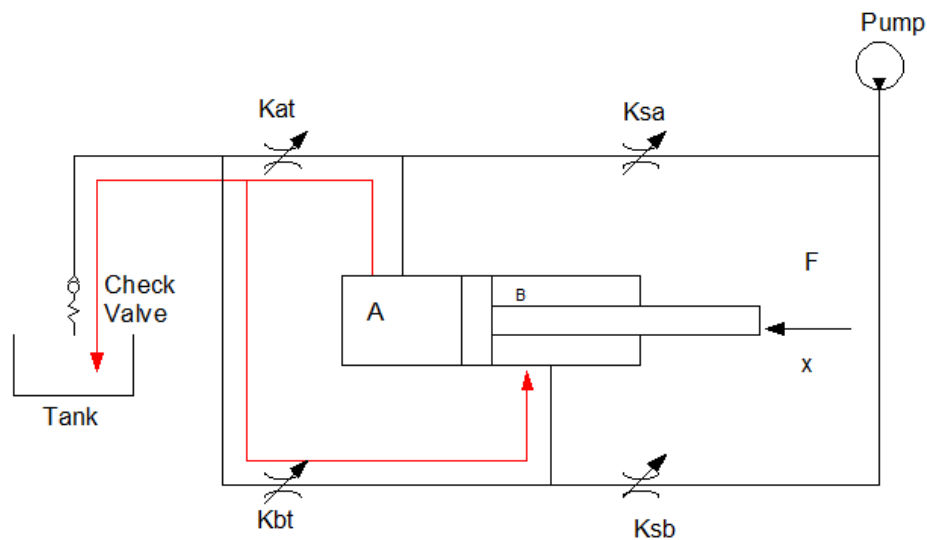 Pump
Kat
Ksa
F
Check
Valve
A
B
x
Tank
Kbt
Ksb